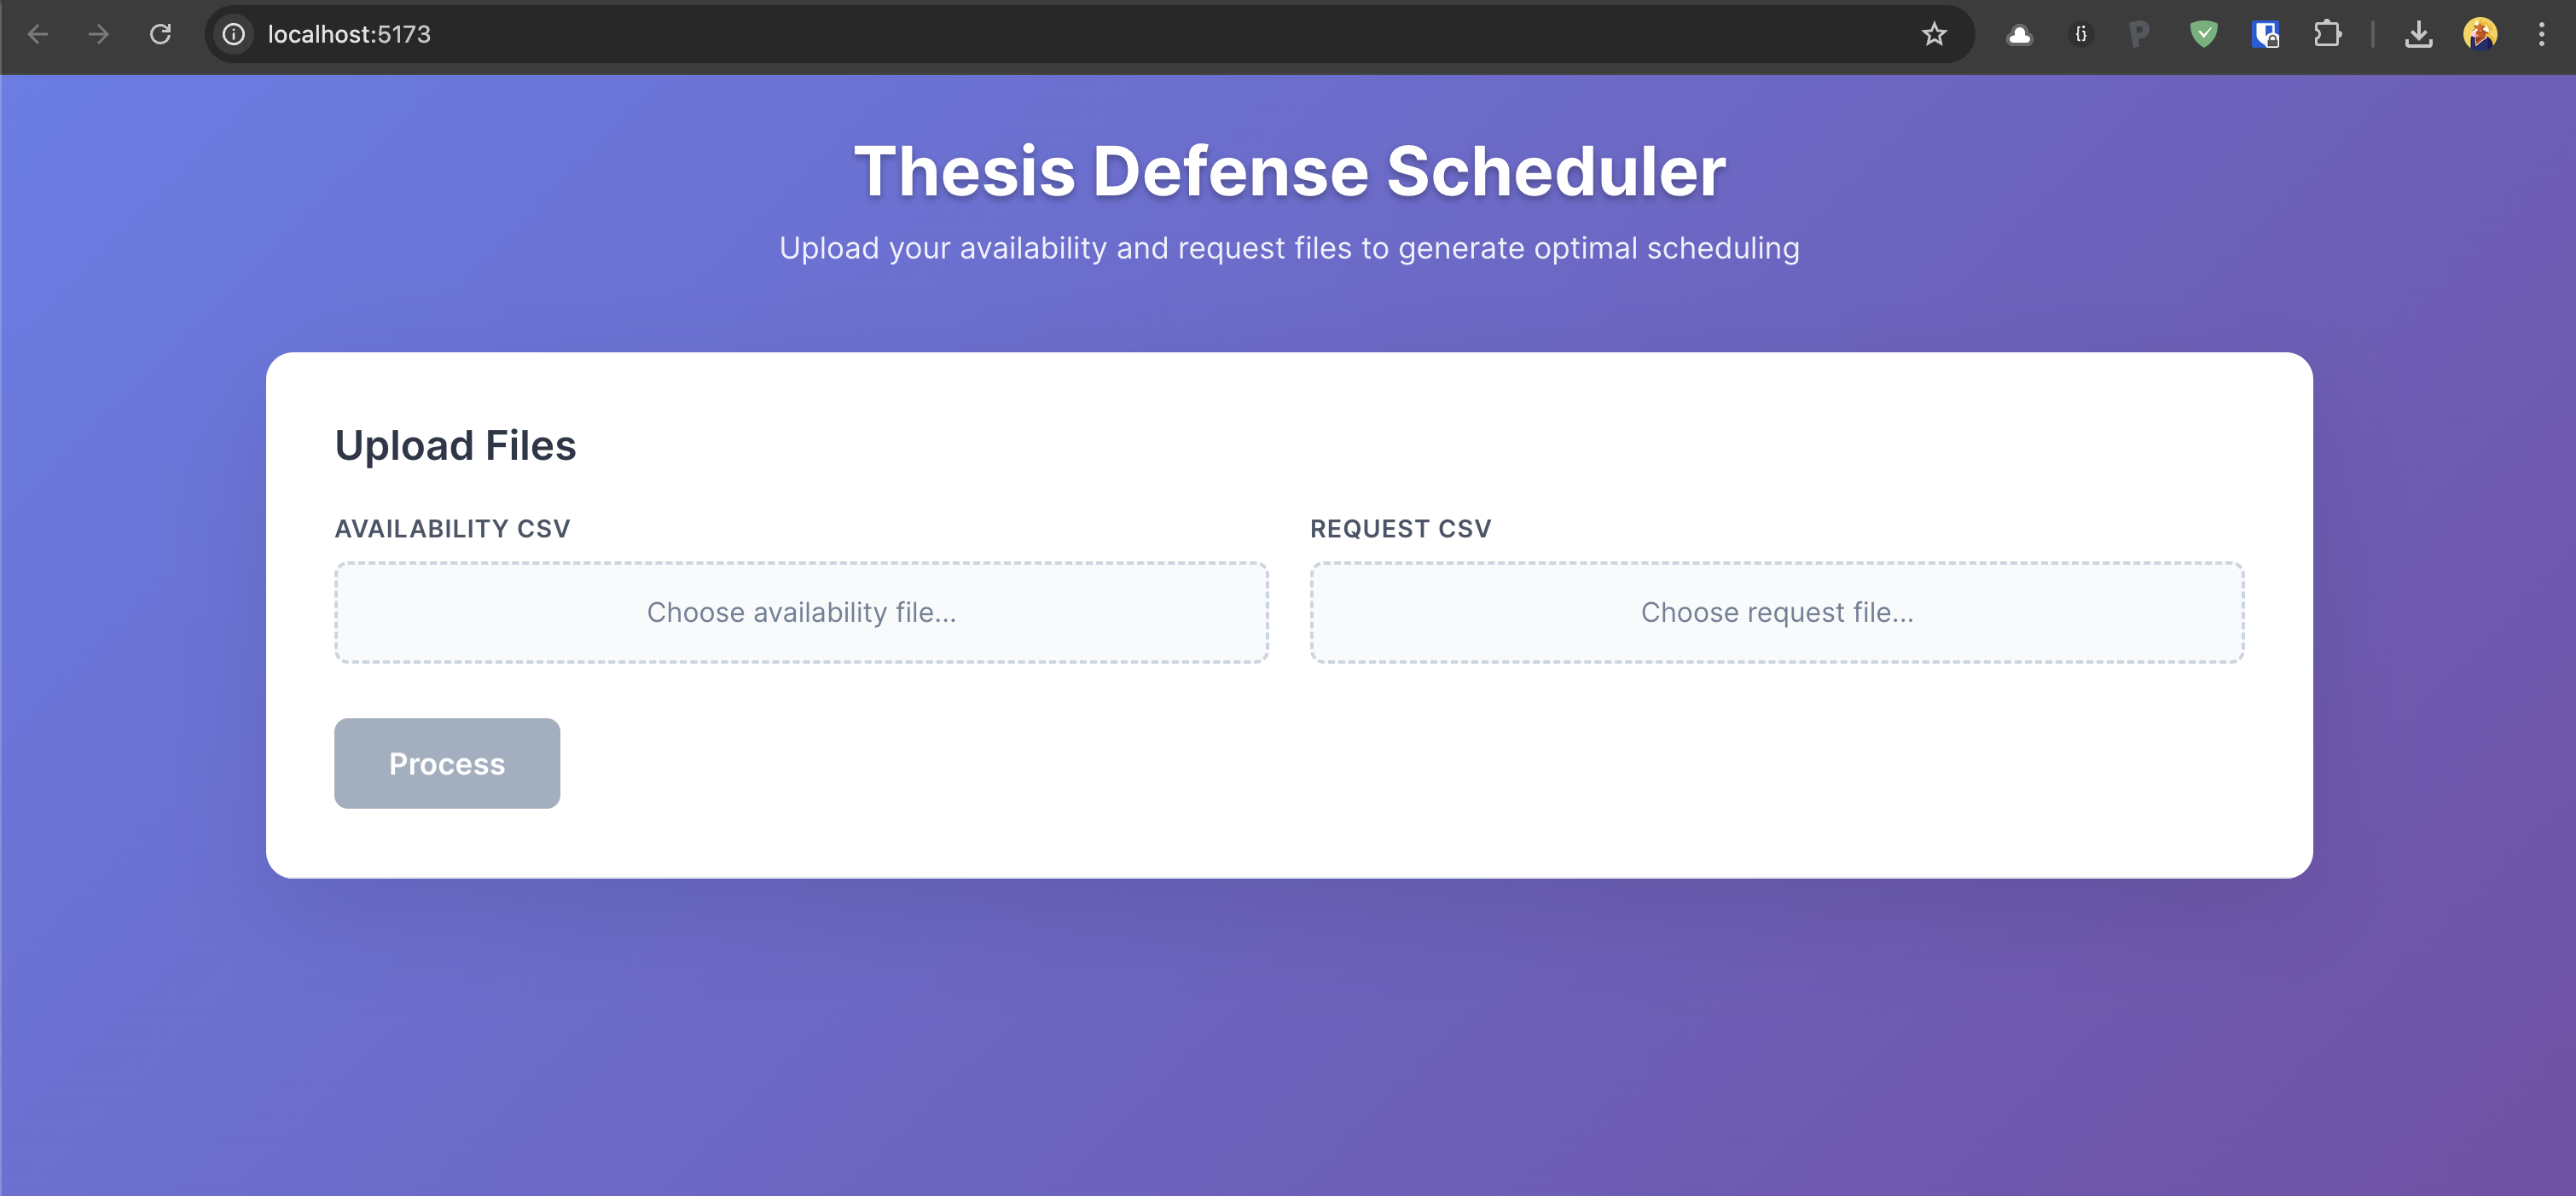 localhost:5173
Thesis Defense Scheduler
Upload your availability and request files to generate optimal scheduling
Upload Files
AVAILABILITY CSV
REQUEST CSV
Choose availability file...
Choose request file...
Process